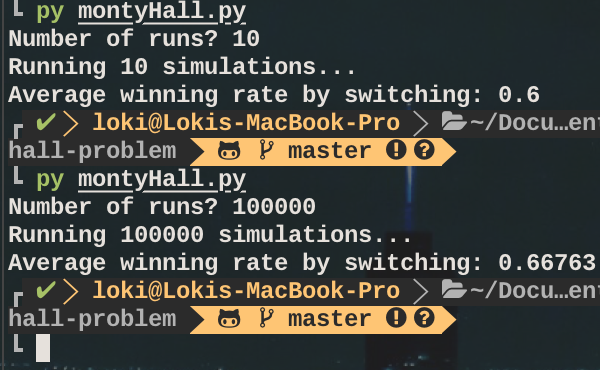 py montyHall.py
Number of runs? 10
Running 10 simulations...
Average winning rate by switching: 0.6
✔ loki@Lokis-MacBook-Pro ~/Docu…ent
hall-problem master
py montyHall.py
Number of runs? 100000
Running 100000 simulations...
Average winning rate by switching: 0.66763
✔ loki@Lokis-MacBook-Pro ~/Docu…ent
hall-problem master